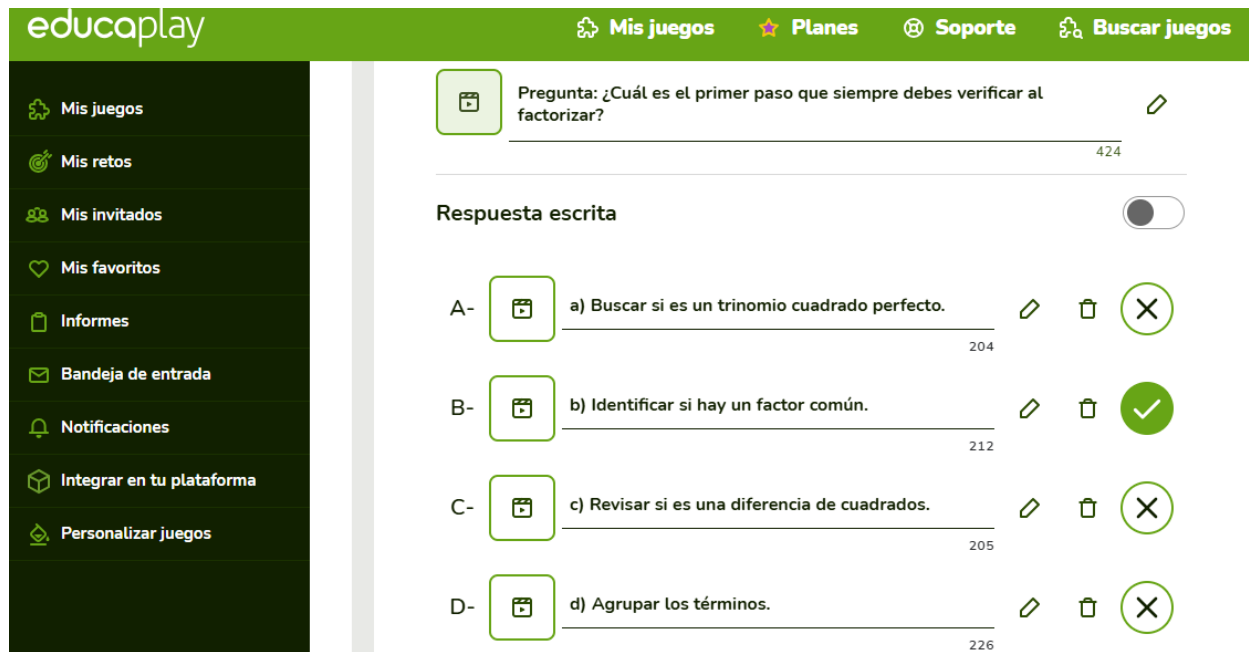 educaplay
Mis juegos
Planes
Soporte
Buscar juegos
Mis juegos
Mis retos
Mis invitados
Mis favoritos
Informes
Bandeja de entrada
Notificaciones
Integrar en tu plataforma
Personalizar juegos
Pregunta: ¿Cuál es el primer paso que siempre debes verificar al
factorizar?
424
Respuesta escrita
A-
a) Buscar si es un trinomio cuadrado perfecto.
204
B-
b) Identificar si hay un factor común.
212
C-
c) Revisar si es una diferencia de cuadrados.
205
D-
d) Agrupar los términos.
226